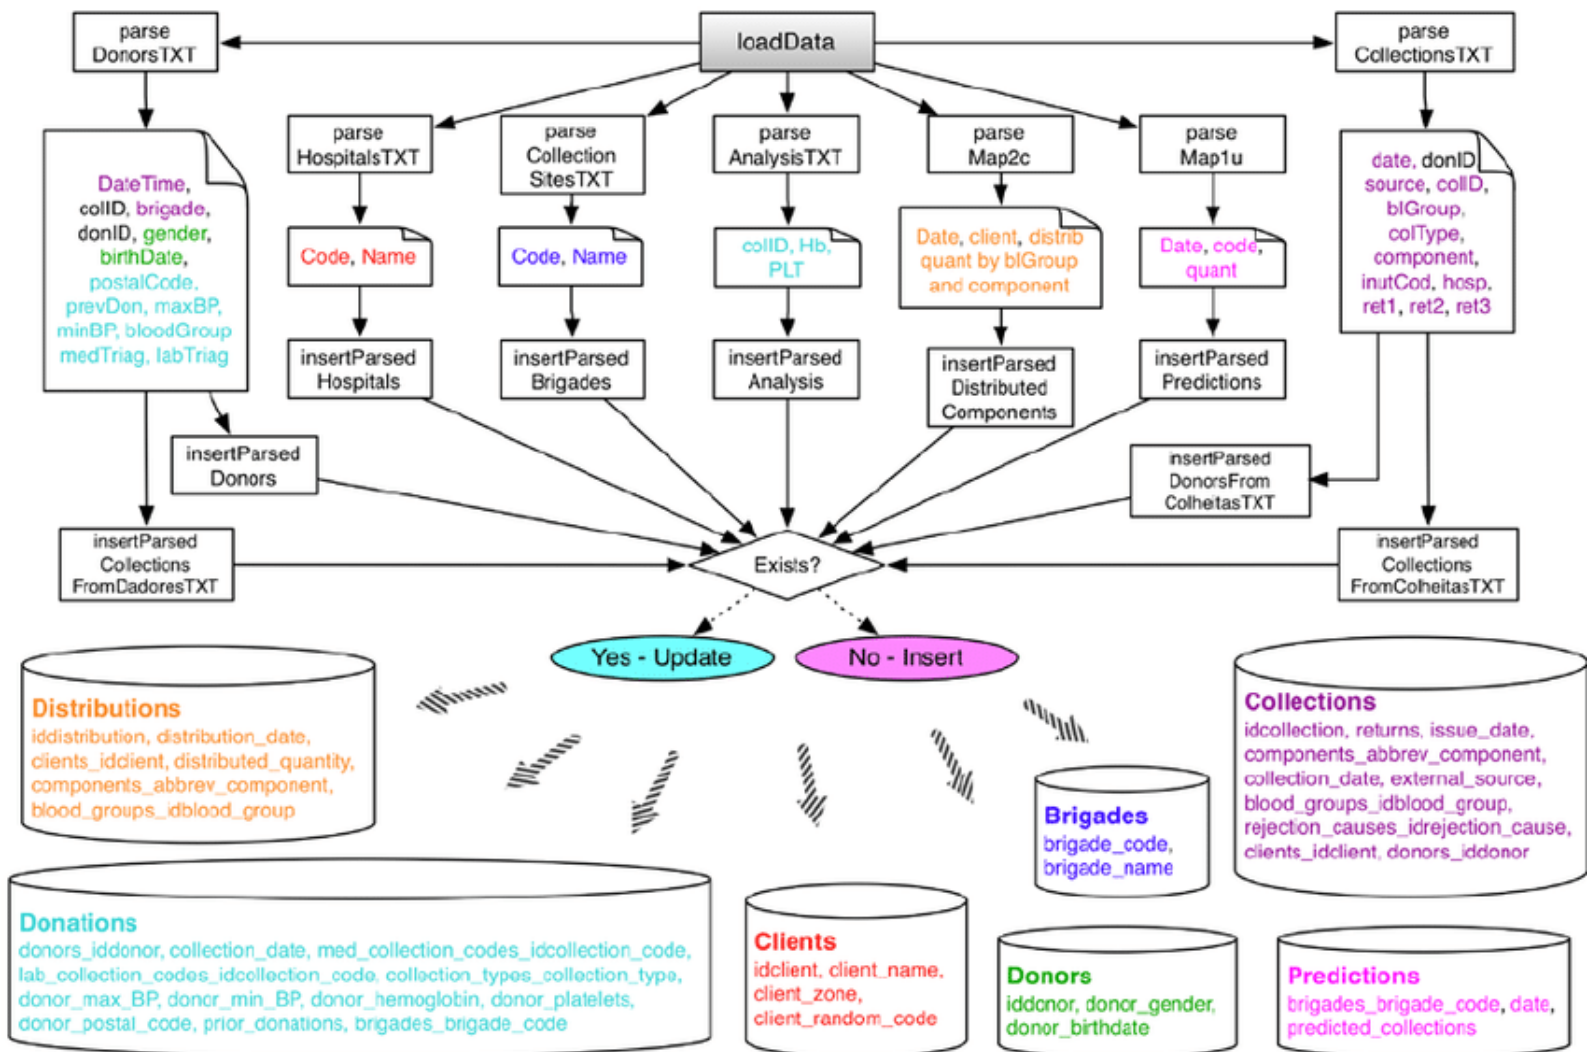 parse
DonorsTXT
loadData
parse
CollectionsTXT
parse
HospitalsTXT
parse
Collection
SitesTXT
parse
AnalysisTXT
parse
Map2c
parse
Map1u
DateTime,
colID, brigade,
donID, gender,
birthDate,
postalCode,
prevDon, maxBP,
minBP, bloodGroup
medTriag, labTriag
Code, Name
Code, Name
colID, Hb,
PLT
Date, client, distrib
quant by blGroup
and component
Date, code,
quant
date, donID,
source, colID,
blGroup,
colType,
component,
inutCod, hosp,
ret1, ret2, ret3
insertParsed
Hospitals
insertParsed
Brigades
insertParsed
Analysis
insertParsed
Distributed
Components
insertParsed
Predictions
insertParsed
Donors
insertParsed
DonorsFrom
ColheitasTXT
insertParsed
Collections
FromDadoresTXT
Exists?
insertParsed
Collections
FromColheitasTXT
Yes - Update
No - Insert
Distributions
iddistribution, distribution_date,
clients_idclient, distributed_quantity,
components_abbrev_component,
blood_groups_idblood_group
Collections
idcollection, returns, issue_date,
components_abbrev_component,
collection_date, external_source,
blood_groups_idblood_group,
rejection_causes_idrejection_cause,
clients_idclient, donors_iddonor
Brigades
brigade_code,
brigade_name
Donations
donors_iddonor, collection_date, med_collection_codes_idcollection_code,
lab_collection_codes_idcollection_code, collection_types_collection_type,
donor_max_BP, donor_min_BP, donor_hemoglobin, donor_platelets,
donor_postal_code, prior_donations, brigades_brigade_code
Clients
idclient, client_name,
client_zone,
client_random_code
Donors
iddonor, donor_gender,
donor_birthdate
Predictions
brigades_brigade_code, date,
predicted_collections